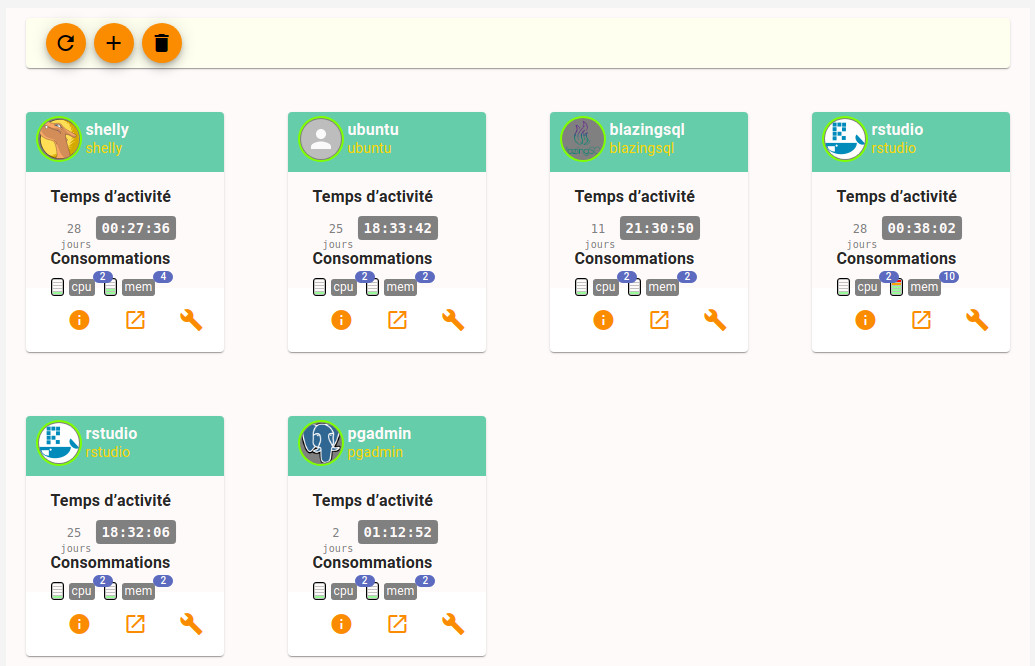 shelly
shelly
Temps d’activité
28 00:27:36
jours
Consommations
cpu 2 mem 4
ubuntu
ubuntu
Temps d’activité
25 18:33:42
jours
Consommations
cpu 2 mem 2
blazingsql
blazingsql
Temps d’activité
11 21:30:50
jours
Consommations
cpu 2 mem 2
rstudio
rstudio
Temps d’activité
28 00:38:02
jours
Consommations
cpu 2 mem 10
rstudio
rstudio
Temps d’activité
25 18:32:06
jours
Consommations
cpu 2 mem 2
pgadmin
pgadmin
Temps d’activité
2 01:12:52
jours
Consommations
cpu 2 mem 2